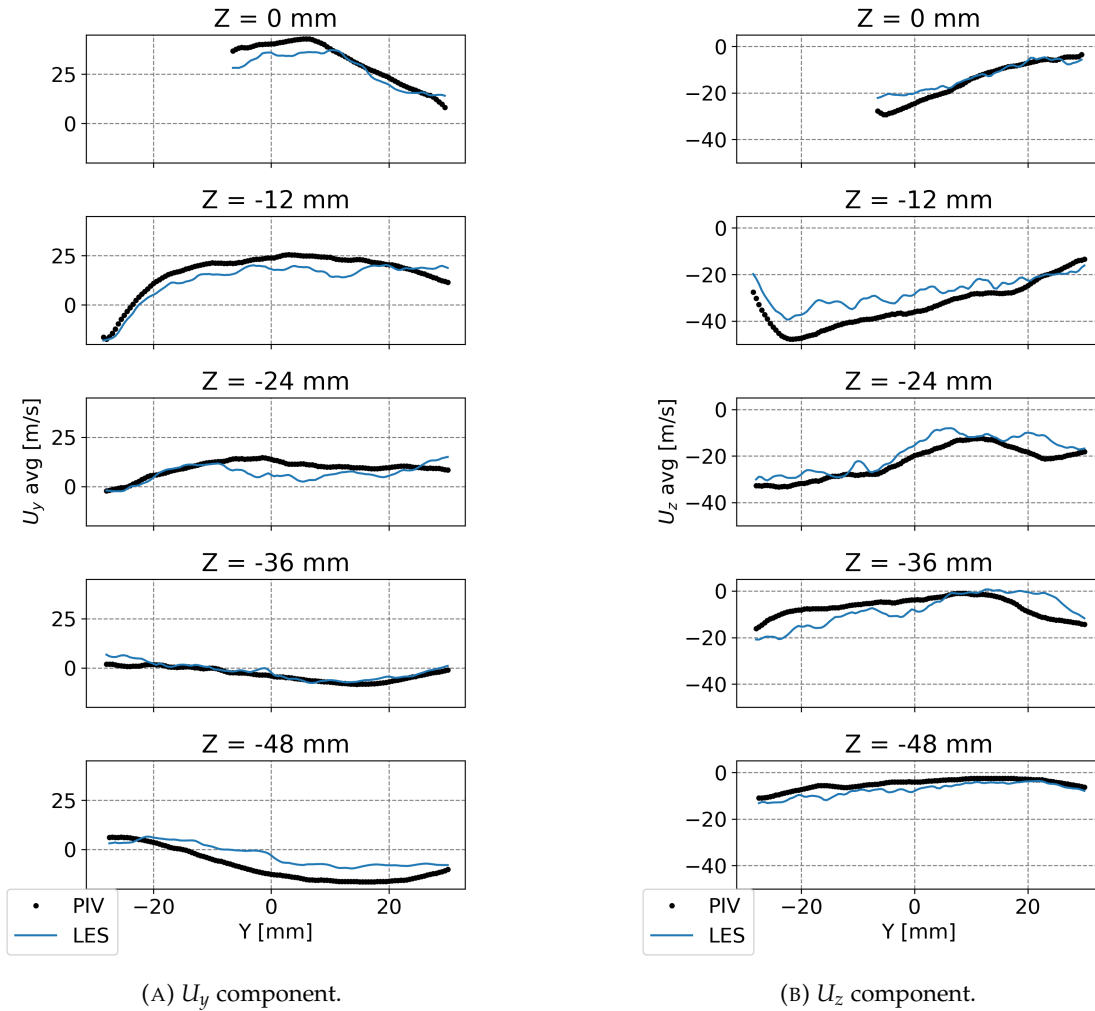 Z = 0 mm
25
0
Z = -12 mm
25
0
Z = -24 mm
25
0
U_y avg [m/s]
Z = -36 mm
25
0
Z = -48 mm
25
0
−20 0 20
Y [mm]
PIV
LES
(A) U_y component.
Z = 0 mm
0
−20
−40
Z = -12 mm
0
−20
−40
Z = -24 mm
0
−20
−40
U_z avg [m/s]
Z = -36 mm
0
−20
−40
Z = -48 mm
0
−20
−40
0 20
Y [mm]
PIV
LES
(B) U_z component.